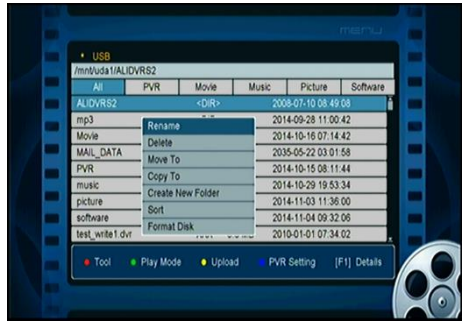 MENU
USB
/mnt/uda1/ALIDVRS2
All PVR Movie Music Picture Software
ALIDVRS2 <DIR> 2008-07-10 08.49.08
mp3 2014-09-28 11:00:42
Movie 2014-10-16 07:14:42
MAIL_DATA 2035-05-22 03:01:58
PVR 2014-10-15 08:11:44
music 2014-10-29 19.53.34
picture 2014-11-03 11.36.00
software 2014-11-04 09.32.06
test_write1.dvr 2010-01-01 07:34.02
Rename
Delete
Move To
Copy To
Create New Folder
Sort
Format Disk
Tool Play Mode Upload PVR Setting [F1] Details